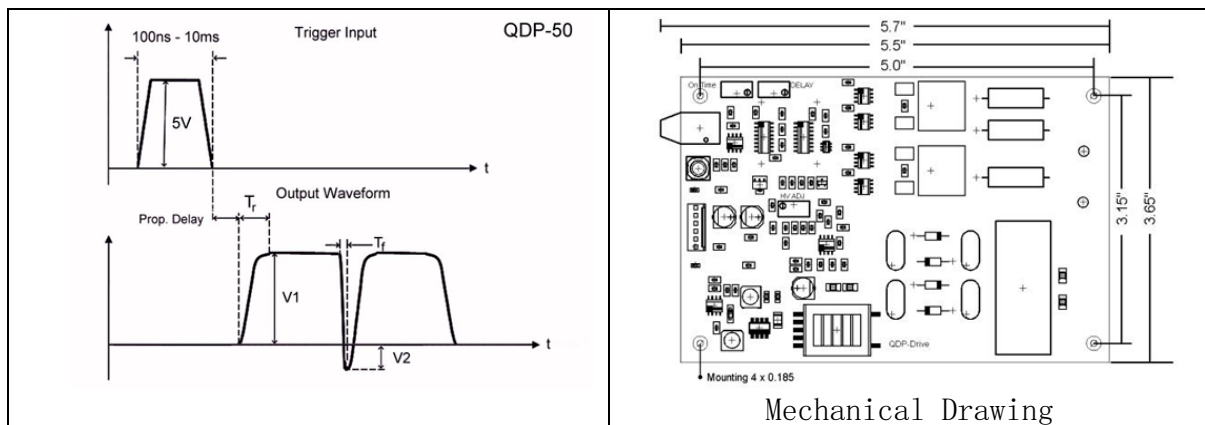 100ns - 10ms
Trigger Input
QDP-50
5V
t
Output Waveform
Tr
Prop. Delay
Tf
V1
V2
t
5.7"
5.5"
5.0"
On Time
DELAY
HV ADJ
3.15"
3.65"
QDP-Drive
Mounting 4 x 0.185
Mechanical Drawing